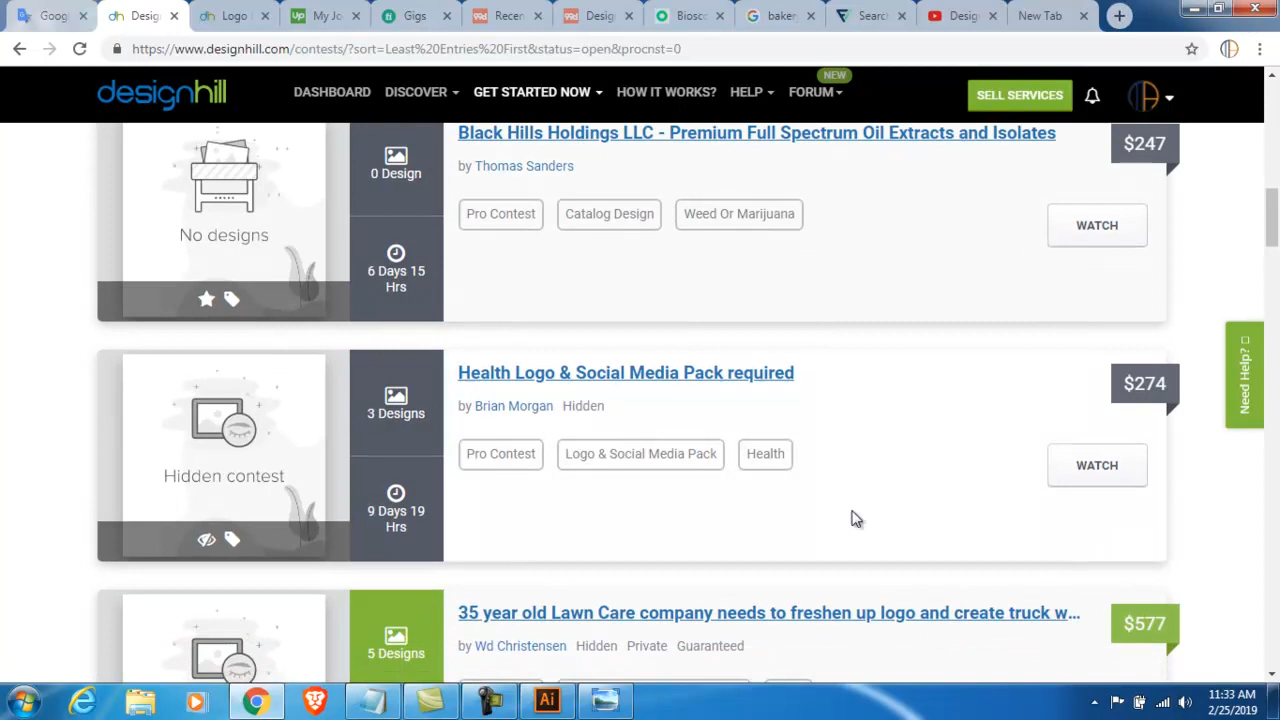 Goog
Desig
Logo
My Jo
Gigs
Recen
Desig
Biosc
baker
Search
Desig
New Tab
https://www.designhill.com/contests/?sort=Least%20Entries%20First&status=open&procnst=0
designhill
DASHBOARD
DISCOVER
GET STARTED NOW
HOW IT WORKS?
HELP
NEW
FORUM
SELL SERVICES
No designs
0 Design
6 Days 15
Hrs
Black Hills Holdings LLC - Premium Full Spectrum Oil Extracts and Isolates
$247
by Thomas Sanders
Pro Contest
Catalog Design
Weed Or Marijuana
WATCH
Hidden contest
3 Designs
9 Days 19
Hrs
Health Logo & Social Media Pack required
$274
by Brian Morgan Hidden
Pro Contest
Logo & Social Media Pack
Health
WATCH
Need Help?
5 Designs
35 year old Lawn Care company needs to freshen up logo and create truck w...
$577
by Wd Christensen Hidden Private Guaranteed
Ai
11:33 AM
2/25/2019